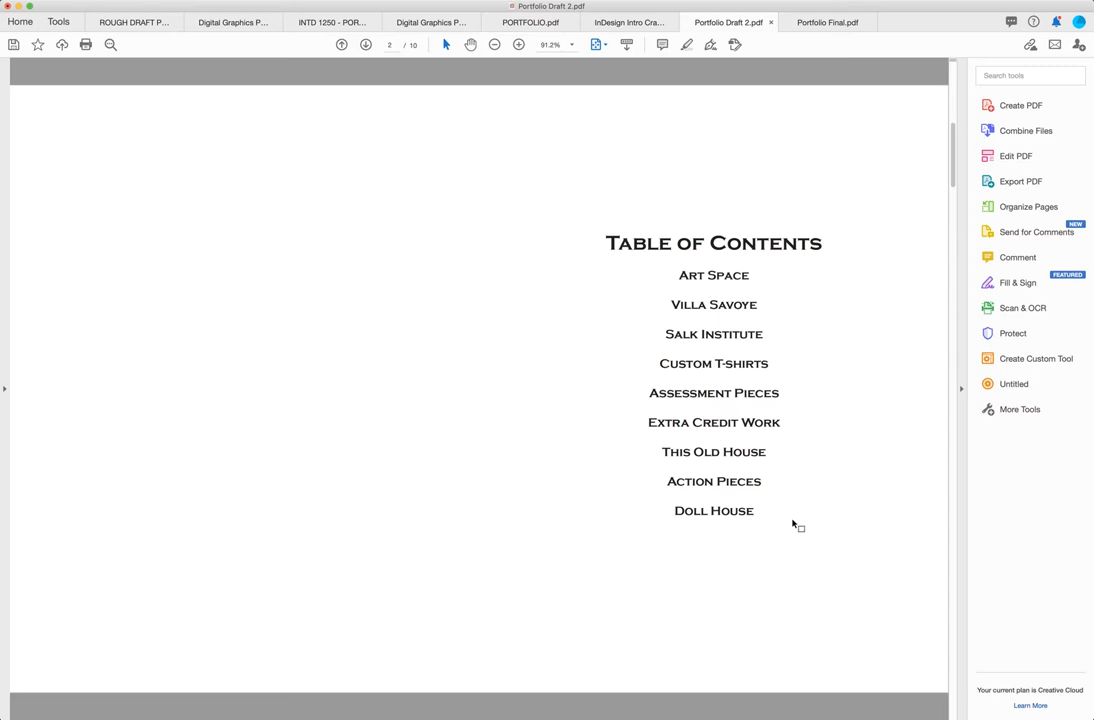 Portfolio Draft 2.pdf
Home
Tools
ROUGH DRAFT P...
Digital Graphics P...
INTD 1250 - POR...
Digital Graphics P...
PORTFOLIO.pdf
InDesign Intro Cra...
Portfolio Draft 2.pdf ×
Portfolio Final.pdf
2 / 10
91.2%
Search tools
Create PDF
Combine Files
Edit PDF
Export PDF
Organize Pages
NEW
Send for Comments
Comment
FEATURED
Fill & Sign
Scan & OCR
Protect
Create Custom Tool
Untitled
More Tools
Your current plan is Creative Cloud
Learn More
Table of Contents
Art Space
Villa Savoye
Salk Institute
Custom T-shirts
Assessment Pieces
Extra Credit Work
This Old House
Action Pieces
Doll House